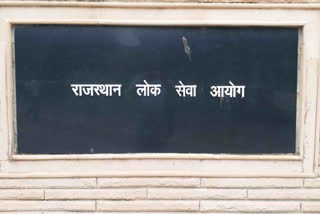 राजस्थान लोक सेवा आयोग